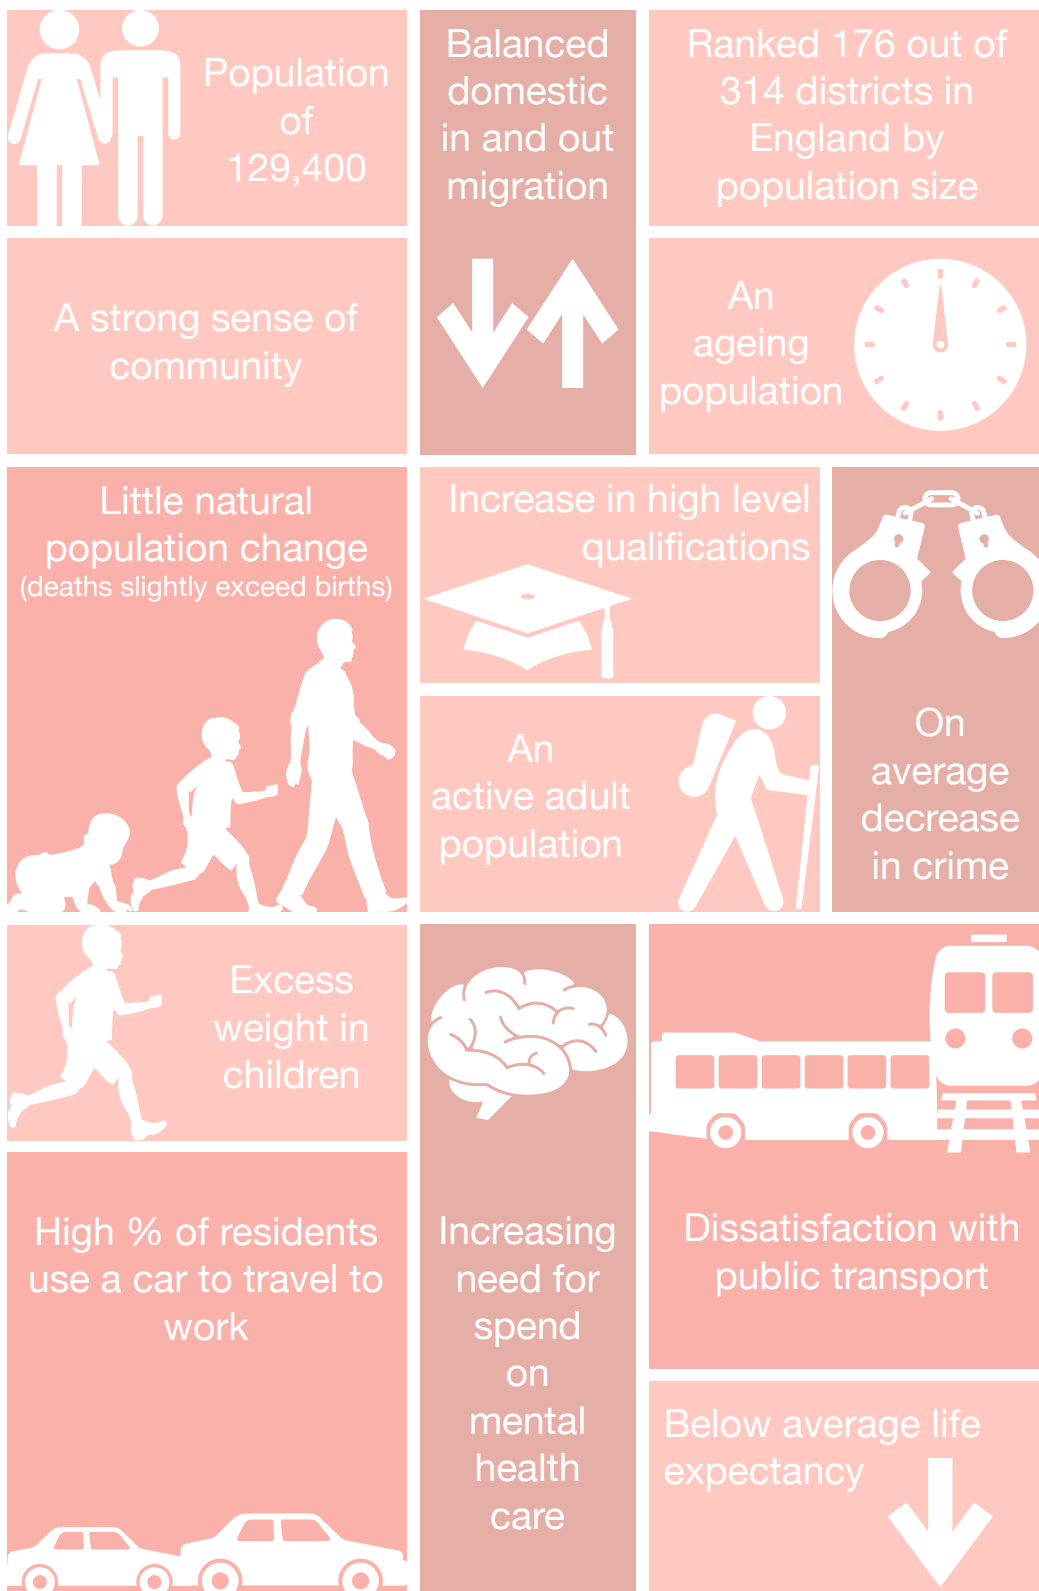 Population
of
129,400
Balanced
domestic
in and out
migration
Ranked 176 out of
314 districts in
England by
population size
A strong sense of
community
An
ageing
population
Little natural
population change
(deaths slightly exceed births)
Increase in high level
qualifications
An
active adult
population
On
average
decrease
in crime
Excess
weight in
children
High % of residents
use a car to travel to
work
Increasing
need for
spend
on
mental
health
care
Dissatisfaction with
public transport
Below average life
expectancy